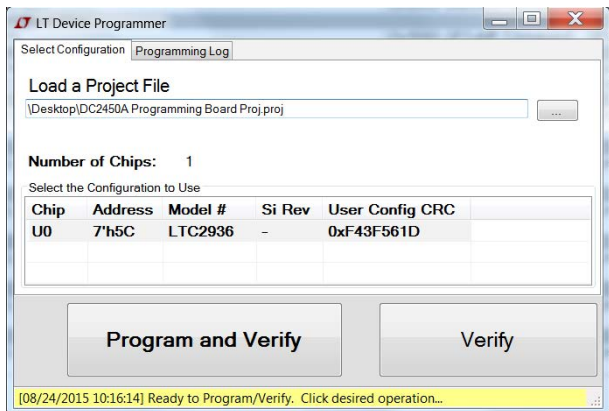 LT Device Programmer
Select Configuration Programming Log
Load a Project File
\Desktop\DC2450A Programming Board Proj.proj
...
Number of Chips: 1
Select the Configuration to Use
Chip Address Model # Si Rev User Config CRC
U0 7'h5C LTC2936 - 0xF43F561D
Program and Verify Verify
[08/24/2015 10:16:14] Ready to Program/Verify. Click desired operation...